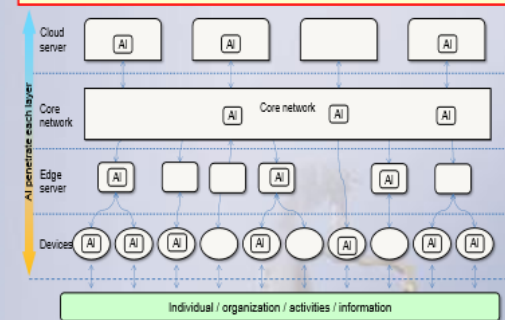 Cloud
server
AI
AI
AI
AI penetrate each layer
Core
network
AI
Core network
AI
AI
Edge
server
AI
AI
AI
Devices
AI
AI
AI
AI
AI
AI
AI
Individual / organization / activities / information